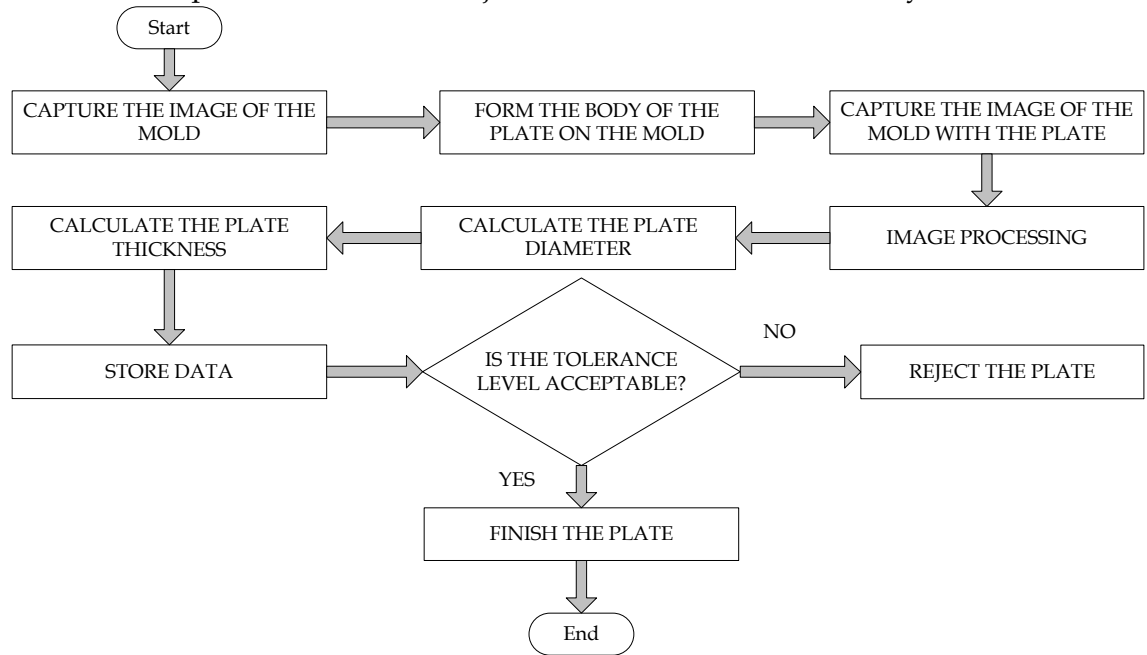 Start
CAPTURE THE IMAGE OF THE
MOLD
FORM THE BODY OF THE
PLATE ON THE MOLD
CAPTURE THE IMAGE OF THE
MOLD WITH THE PLATE
IMAGE PROCESSING
CALCULATE THE PLATE
DIAMETER
CALCULATE THE PLATE
THICKNESS
STORE DATA
IS THE TOLERANCE
LEVEL ACCEPTABLE?
NO
REJECT THE PLATE
YES
FINISH THE PLATE
End